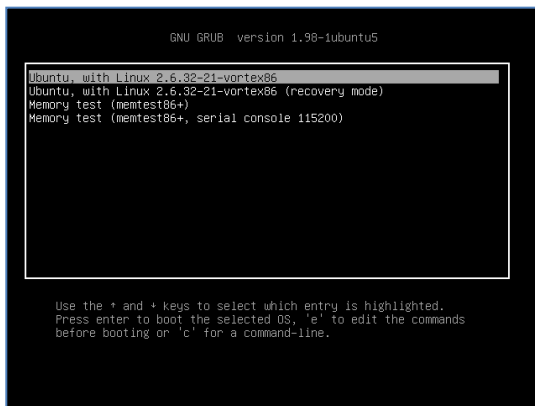 GNU GRUB  version 1.98-1ubuntu5
Ubuntu, with Linux 2.6.32-21-vortex86
Ubuntu, with Linux 2.6.32-21-vortex86 (recovery mode)
Memory test (memtest86+)
Memory test (memtest86+, serial console 115200)
Use the ↑ and ↓ keys to select which entry is highlighted.
Press enter to boot the selected OS, 'e' to edit the commands
before booting or 'c' for a command-line.